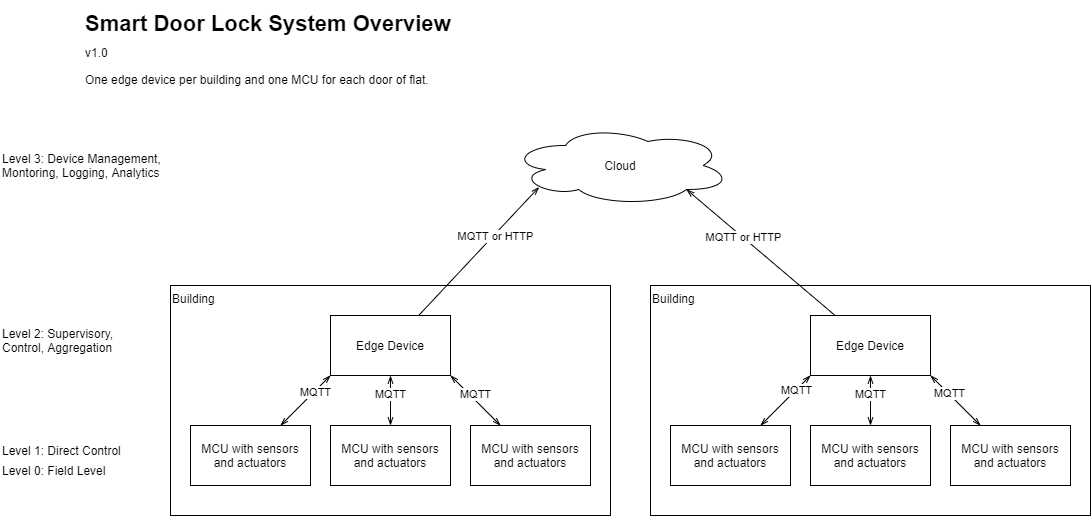 Smart Door Lock System Overview
v1.0
One edge device per building and one MCU for each door of flat.
Level 3: Device Management,
Montoring, Logging, Analytics
Cloud
MQTT or HTTP
MQTT or HTTP
Building
Building
Level 2: Supervisory,
Control, Aggregation
Edge Device
Edge Device
MQTT
MQTT
MQTT
MQTT
MQTT
MQTT
Level 1: Direct Control
Level 0: Field Level
MCU with sensors
and actuators
MCU with sensors
and actuators
MCU with sensors
and actuators
MCU with sensors
and actuators
MCU with sensors
and actuators
MCU with sensors
and actuators